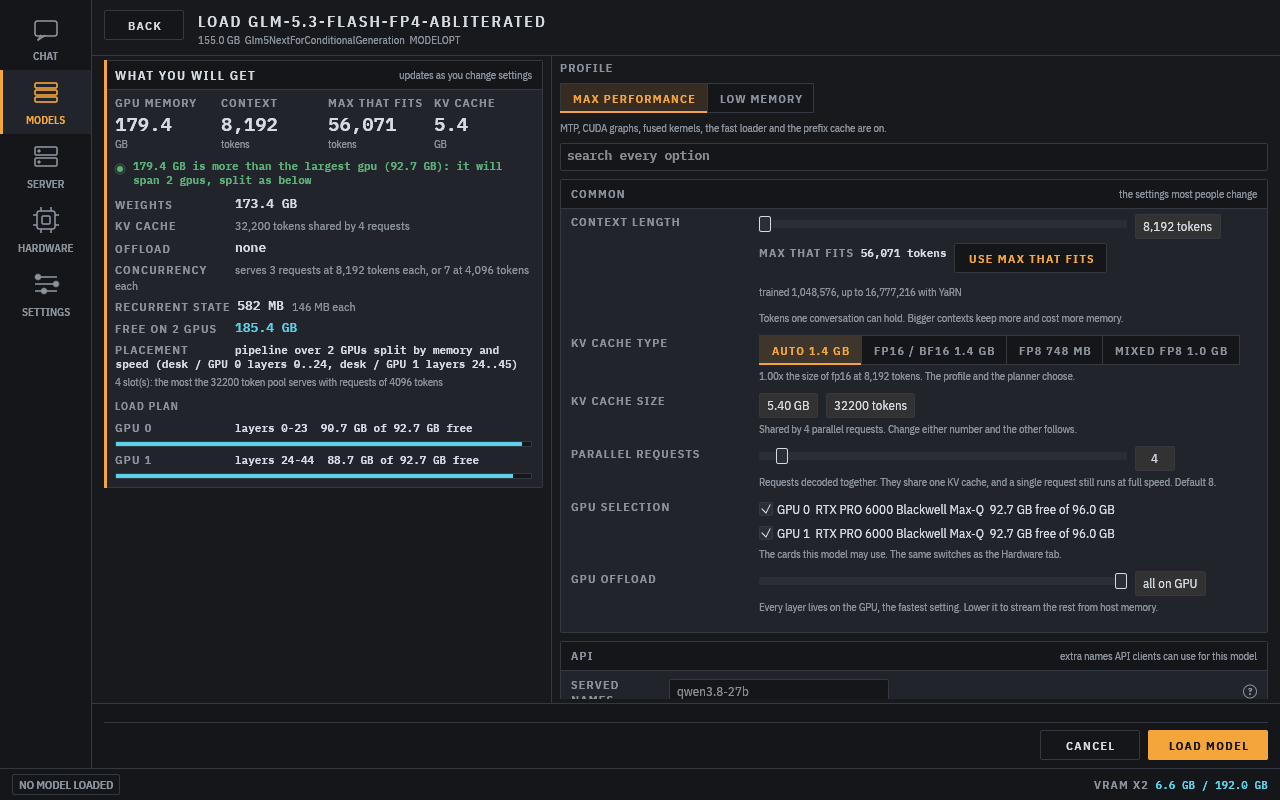 CHAT
MODELS
SERVER
HARDWARE
SETTINGS
BACK
LOAD GLM-5.3-FLASH-FP4-ABLITERATED
155.0 GB Glm5NextForConditionalGeneration MODELOPT
WHAT YOU WILL GET
updates as you change settings
GPU MEMORY CONTEXT MAX THAT FITS KV CACHE
179.4 8,192 56,071 5.4
GB tokens tokens GB
179.4 GB is more than the largest gpu (92.7 GB): it will
span 2 gpus, split as below
WEIGHTS 173.4 GB
KV CACHE 32,200 tokens shared by 4 requests
OFFLOAD none
CONCURRENCY serves 3 requests at 8,192 tokens each, or 7 at 4,096 tokens
each
RECURRENT STATE 582 MB 146 MB each
FREE ON 2 GPUS 185.4 GB
PLACEMENT pipeline over 2 GPUs split by memory and
speed (desk / GPU 0 layers 0..24, desk / GPU 1 layers 24..45)
4 slot(s): the most the 32200 token pool serves with requests of 4096 tokens
LOAD PLAN
GPU 0 layers 0-23 90.7 GB of 92.7 GB free
GPU 1 layers 24-44 88.7 GB of 92.7 GB free
PROFILE
MAX PERFORMANCE LOW MEMORY
MTP, CUDA graphs, fused kernels, the fast loader and the prefix cache are on.
search every option
COMMON the settings most people change
CONTEXT LENGTH 8,192 tokens
MAX THAT FITS 56,071 tokens USE MAX THAT FITS
trained 1,048,576, up to 16,777,216 with YaRN
Tokens one conversation can hold. Bigger contexts keep more and cost more memory.
KV CACHE TYPE AUTO 1.4 GB FP16 / BF16 1.4 GB FP8 748 MB MIXED FP8 1.0 GB
1.00x the size of fp16 at 8,192 tokens. The profile and the planner choose.
KV CACHE SIZE 5.40 GB 32200 tokens
Shared by 4 parallel requests. Change either number and the other follows.
PARALLEL REQUESTS 4
Requests decoded together. They share one KV cache, and a single request still runs at full speed. Default 8.
GPU SELECTION GPU 0 RTX PRO 6000 Blackwell Max-Q 92.7 GB free of 96.0 GB
GPU 1 RTX PRO 6000 Blackwell Max-Q 92.7 GB free of 96.0 GB
The cards this model may use. The same switches as the Hardware tab.
GPU OFFLOAD all on GPU
Every layer lives on the GPU, the fastest setting. Lower it to stream the rest from host memory.
API extra names API clients can use for this model
SERVED qwen3.8-27b ?
NAMES
CANCEL LOAD MODEL
NO MODEL LOADED
VRAM X2 6.6 GB / 192.0 GB